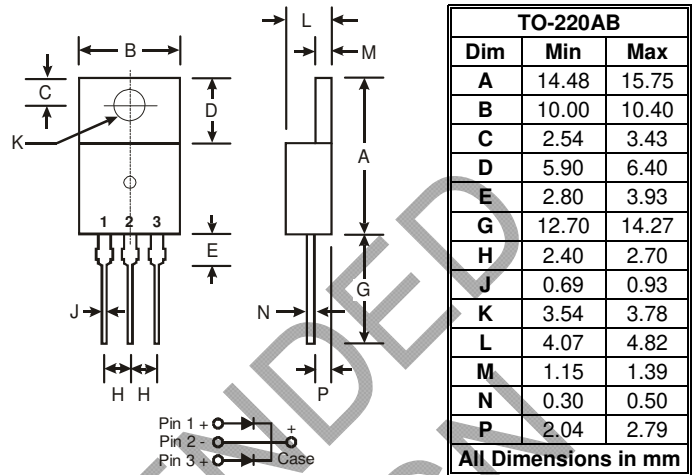 L
B
M
C
D
K
A
1 2 3
E
J
N
G
H H
P
Pin 1 +
Pin 2 - +
Pin 3 + Case
TO-220AB
Dim Min Max
A 14.48 15.75
B 10.00 10.40
C 2.54 3.43
D 5.90 6.40
E 2.80 3.93
G 12.70 14.27
H 2.40 2.70
J 0.69 0.93
K 3.54 3.78
L 4.07 4.82
M 1.15 1.39
N 0.30 0.50
P 2.04 2.79
All Dimensions in mm